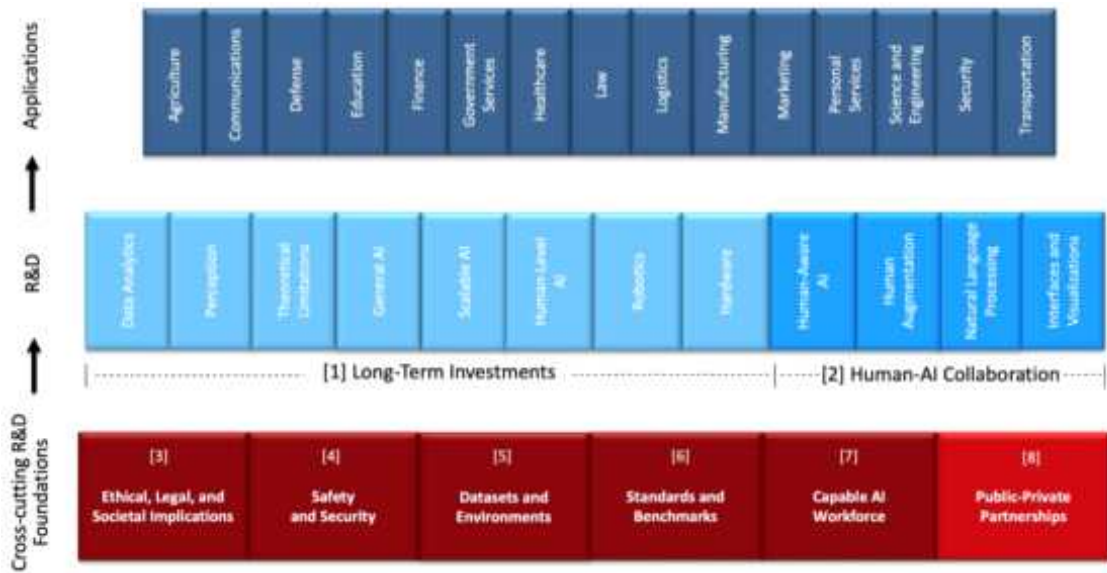 Applications
Agriculture
Communications
Defense
Education
Finance
Government
Services
Healthcare
Law
Logistics
Manufacturing
Marketing
Personal
Services
Science and
Engineering
Security
Transportation
R&D
Data Analytics
Perception
Theoretical
Limitations
General AI
Scalable AI
Human-Level
AI
Robotics
Hardware
Human-Aware
AI
Human
Augmentation
Natural Language
Processing
Interfaces and
Visualization
[1] Long-Term Investments
[2] Human-AI Collaboration
Cross-cutting R&D
Foundations
[3]
Ethical, Legal, and
Societal Implications
[4]
Safety
and Security
[5]
Datasets and
Environments
[6]
Standards and
Benchmarks
[7]
Capable AI
Workforce
[8]
Public-Private
Partnerships